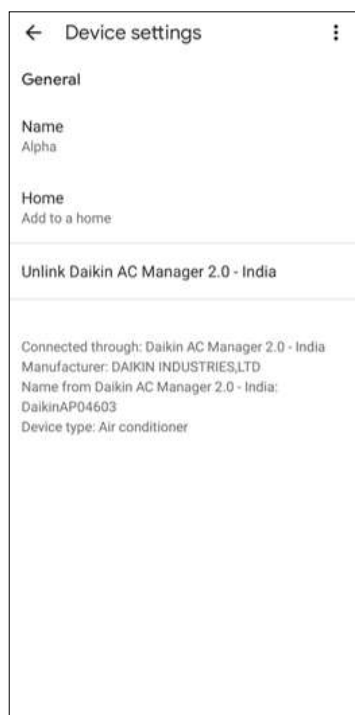 Device settings
General
Name
Alpha
Home
Add to a home
Unlink Daikin AC Manager 2.0 - India
Connected through: Daikin AC Manager 2.0 - India
Manufacturer: DAIKIN INDUSTRIES,LTD
Name from Daikin AC Manager 2.0 - India:
DaikinAP04603
Device type: Air conditioner